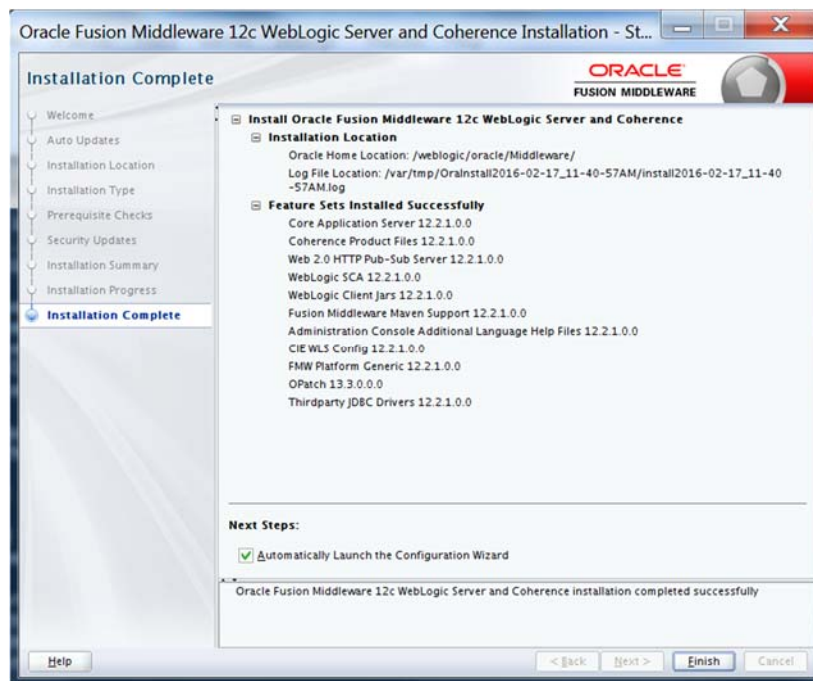 Oracle Fusion Middleware 12c WebLogic Server and Coherence Installation - St...
Installation Complete
ORACLE
FUSION MIDDLEWARE
Welcome
Auto Updates
Installation Location
Installation Type
Prerequisite Checks
Security Updates
Installation Summary
Installation Progress
Installation Complete
Install Oracle Fusion Middleware 12c WebLogic Server and Coherence
Installation Location
Oracle Home Location: /weblogic/oracle/Middleware/
Log File Location: /var/tmp/OraInstall2016-02-17_11-40-57AM/install2016-02-17_11-40
-57AM.log
Feature Sets Installed Successfully
Core Application Server 12.2.1.0.0
Coherence Product Files 12.2.1.0.0
Web 2.0 HTTP Pub-Sub Server 12.2.1.0.0
WebLogic SCA 12.2.1.0.0
WebLogic Client Jars 12.2.1.0.0
Fusion Middleware Maven Support 12.2.1.0.0
Administration Console Additional Language Help Files 12.2.1.0.0
CIE WLS Config 12.2.1.0.0
FMW Platform Generic 12.2.1.0.0
OPatch 13.3.0.0.0
Thirdparty JDBC Drivers 12.2.1.0.0
Next Steps:
Automatically Launch the Configuration Wizard
Oracle Fusion Middleware 12c WebLogic Server and Coherence installation completed successfully
Help
< Back
Next >
Finish
Cancel